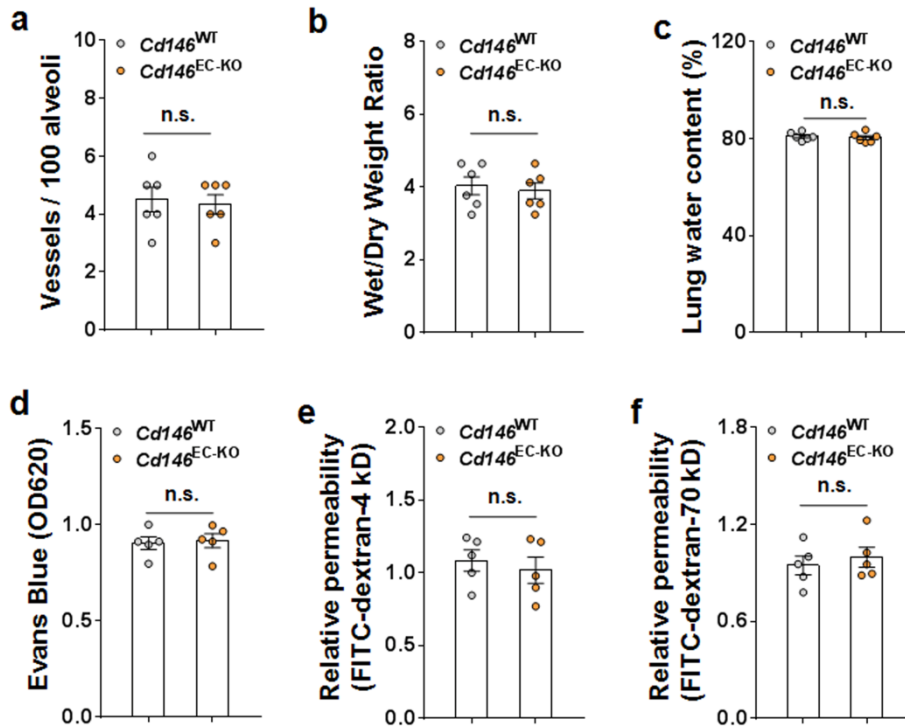 a
Cd146WT
Cd146EC-KO
n.s.
Vessels / 100 alveoli
10
8
6
4
2
0
b
Cd146WT
Cd146EC-KO
n.s.
Wet/Dry Weight Ratio
8
6
4
2
0
c
Cd146WT
Cd146EC-KO
n.s.
Lung water content (%)
120
80
40
0
d
Cd146WT
Cd146EC-KO
n.s.
Evans Blue (OD620)
1.5
1.0
0.5
0.0
e
Cd146WT
Cd146EC-KO
n.s.
Relative permeability
(FITC-dextran-4 kD)
2.0
1.5
1.0
0.5
0.0
f
Cd146WT
Cd146EC-KO
n.s.
Relative permeability
(FITC-dextran-70 kD)
1.8
1.2
0.6
0.0